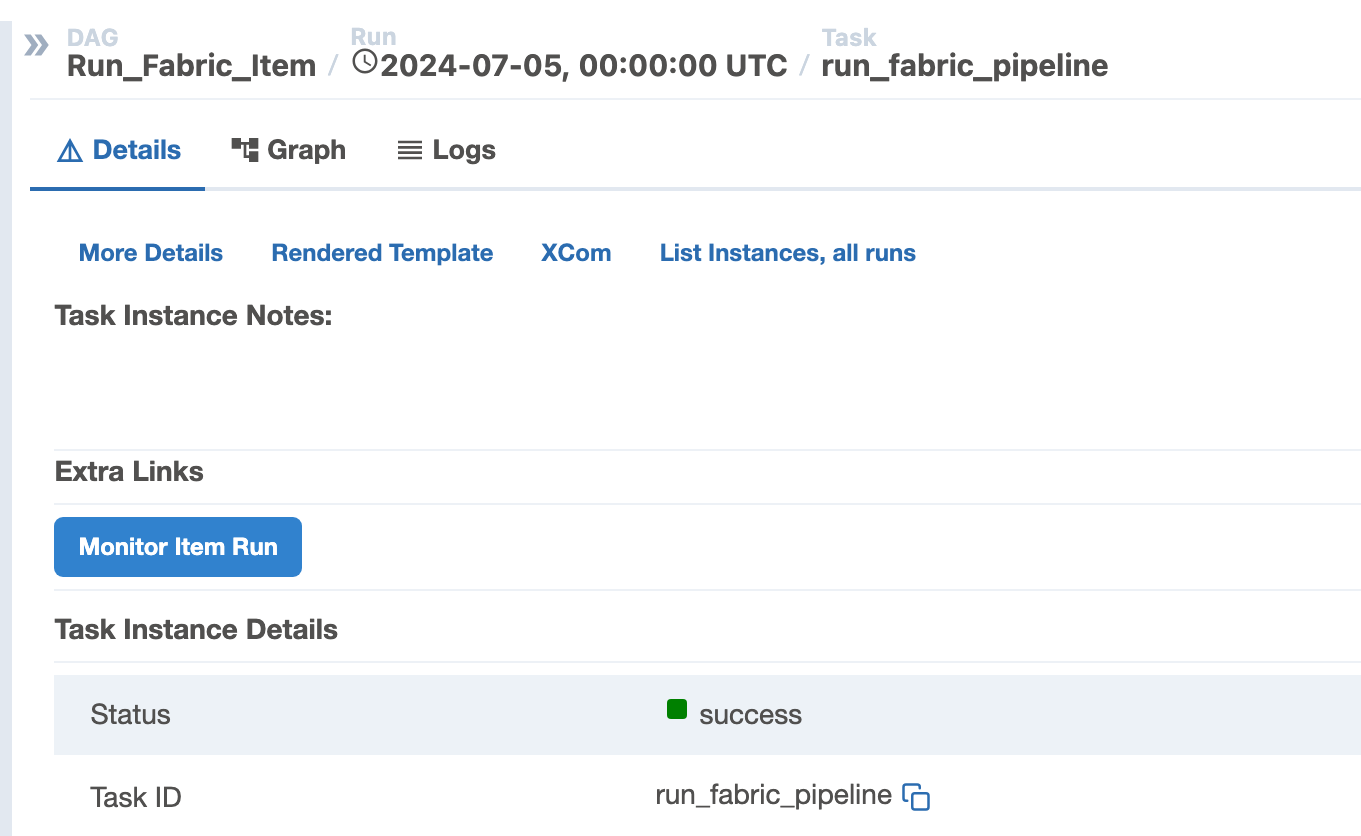 DAG Run Task
Run_Fabric_Item / 2024-07-05, 00:00:00 UTC / run_fabric_pipeline
Details Graph Logs
More Details Rendered Template XCom List Instances, all runs
Task Instance Notes:
Extra Links
Monitor Item Run
Task Instance Details
Status success
Task ID run_fabric_pipeline